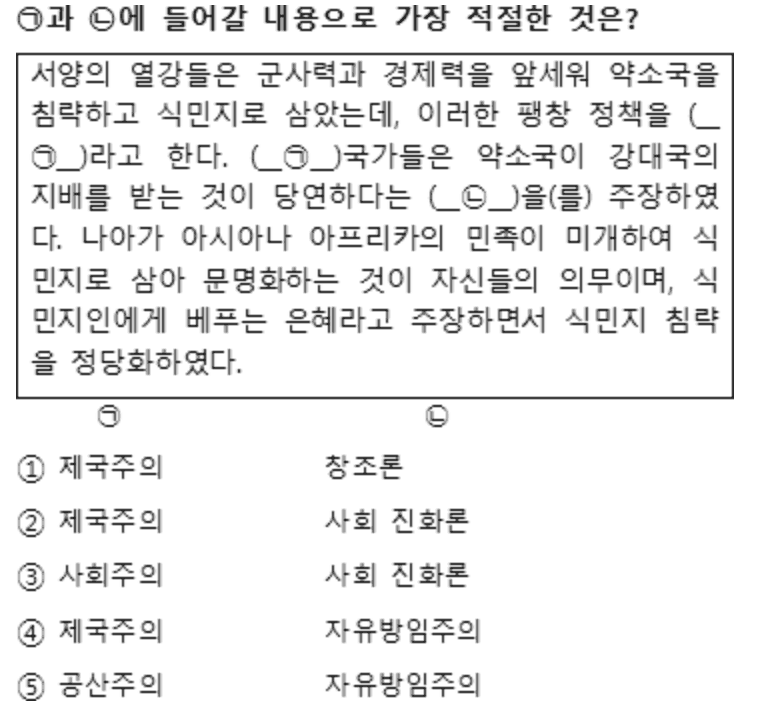 ㉠과 ㉡에 들어갈 내용으로 가장 적절한 것은?
서양의 열강들은 군사력과 경제력을 앞세워 약소국을
침략하고 식민지로 삼았는데, 이러한 팽창 정책을 (_
㉠_)라고 한다. (_㉠_)국가들은 약소국이 강대국의
지배를 받는 것이 당연하다는 (_㉡_)을(를) 주장하였
다. 나아가 아시아나 아프리카의 민족이 미개하여 식
민지로 삼아 문명화하는 것이 자신들의 의무이며, 식
민지인에게 베푸는 은혜라고 주장하면서 식민지 침략
을 정당화하였다.
㉠ ㉡
① 제국주의 창조론
② 제국주의 사회 진화론
③ 사회주의 사회 진화론
④ 제국주의 자유방임주의
⑤ 공산주의 자유방임주의